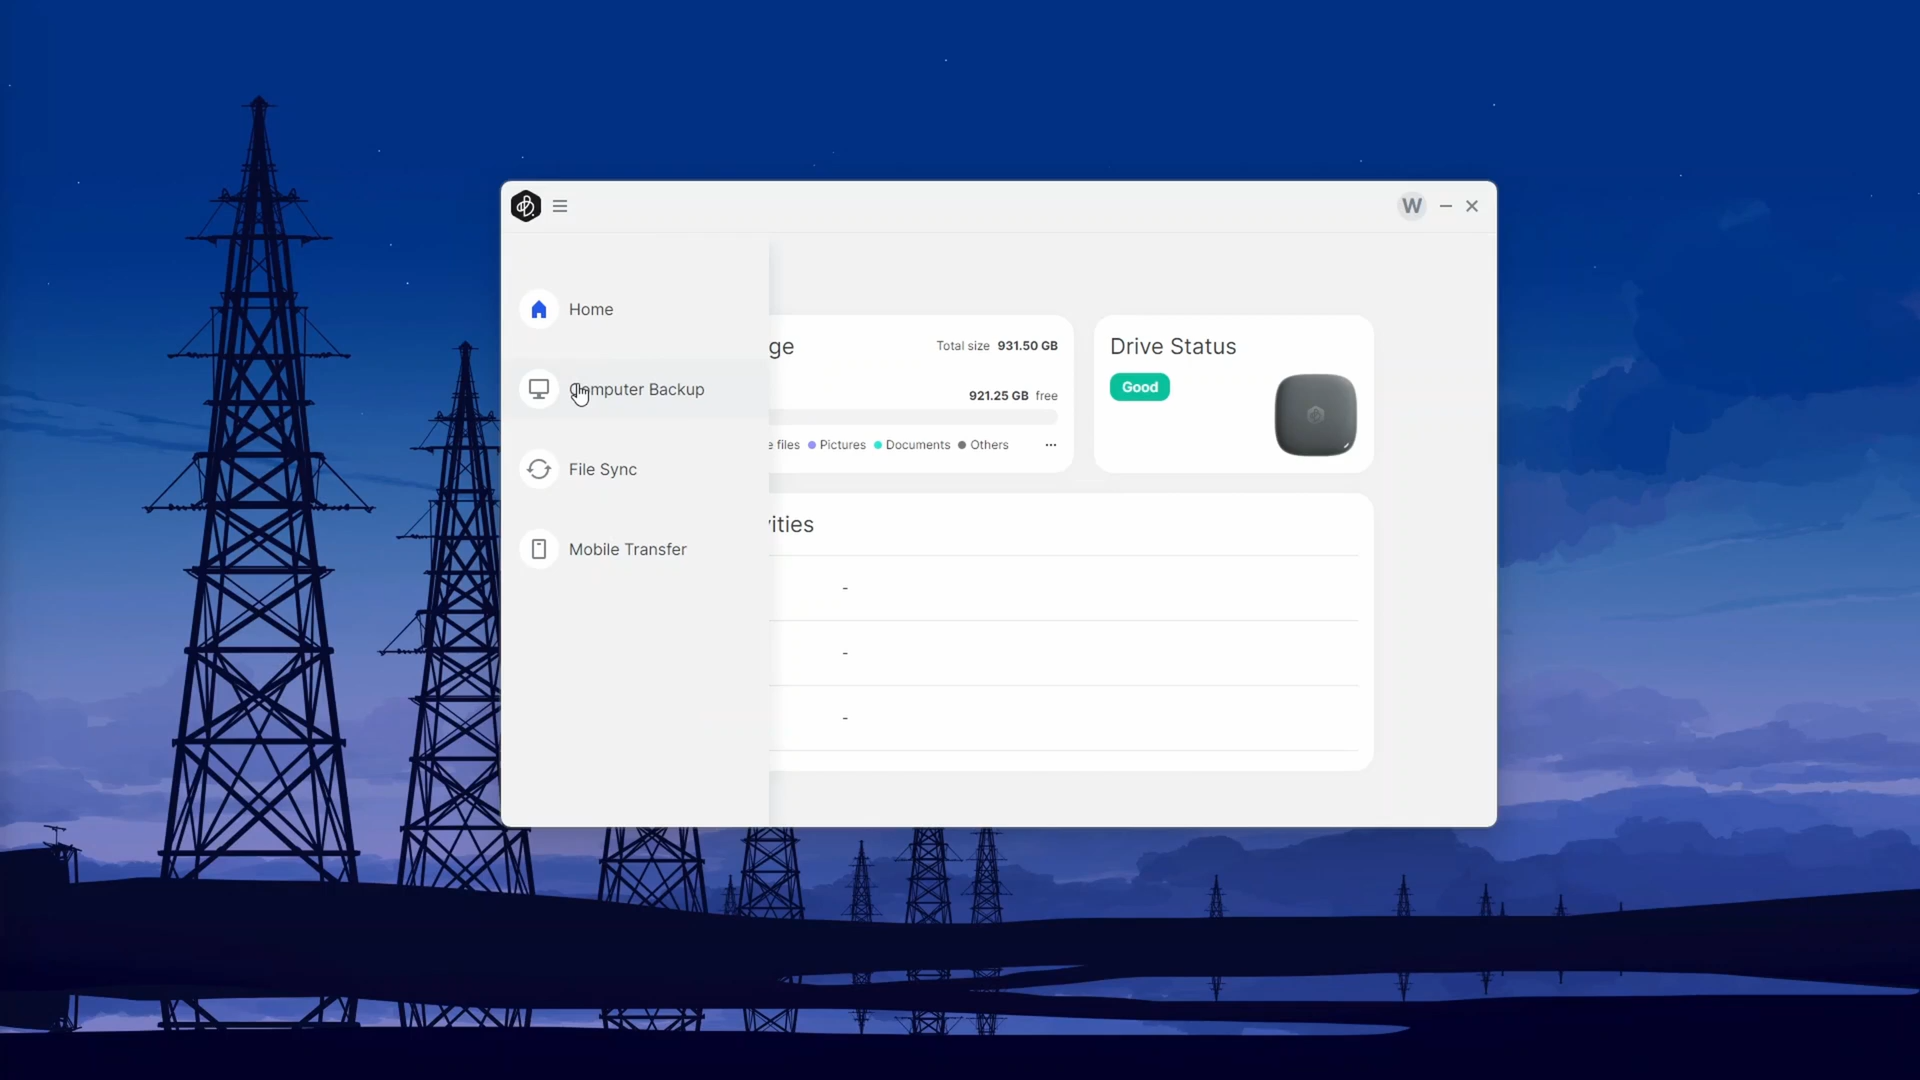 W
Home
Computer Backup
File Sync
Mobile Transfer
ge
Total size 931.50 GB
921.25 GB free
e files Pictures Documents Others ...
Drive Status
Good
vities
-
-
-